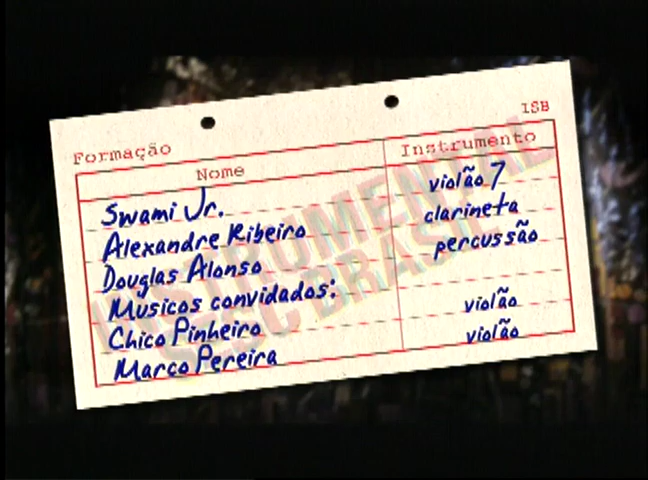 ISB
Formação
Nome Instrumento
Swami Jr. violão 7
Alexandre Ribeiro clarineta
Douglas Alonso percussão
Músicos convidados:
Chico Pinheiro violão
Marco Pereira violão
INSTRUMENTAL
SESC BRASIL